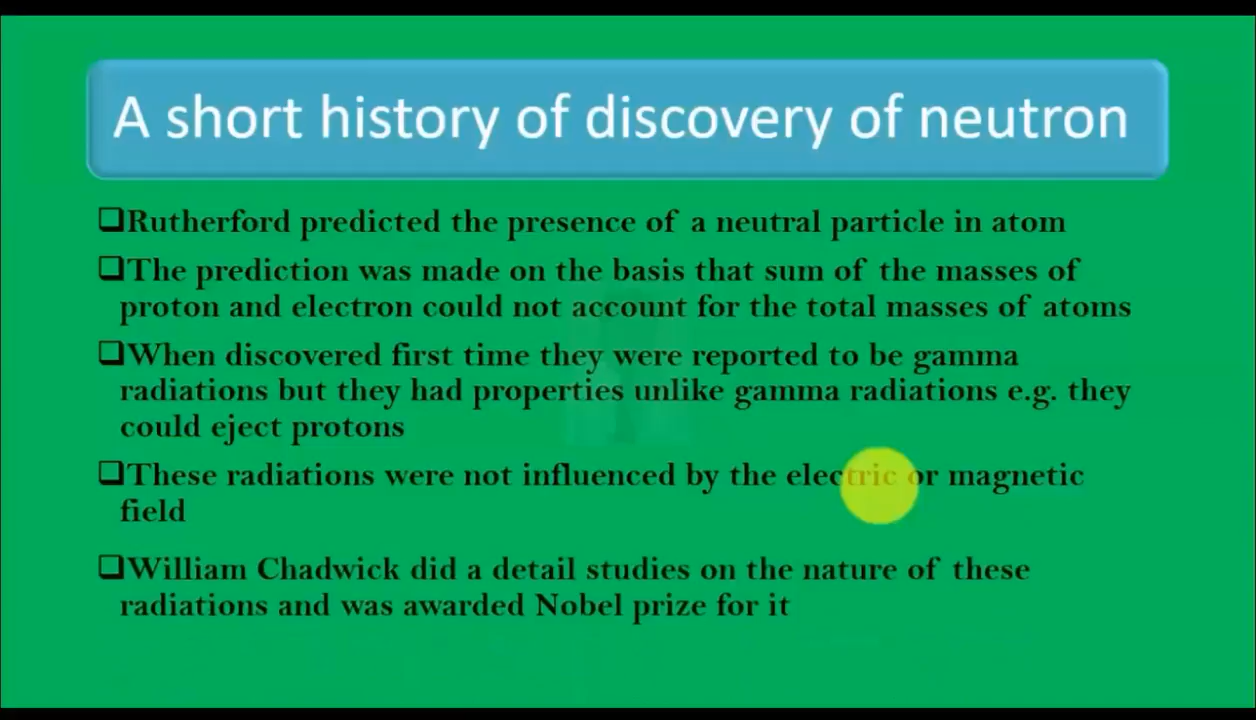 A short history of discovery of neutron
❑Rutherford predicted the presence of a neutral particle in atom
❑The prediction was made on the basis that sum of the masses of
proton and electron could not account for the total masses of atoms
❑When discovered first time they were reported to be gamma
radiations but they had properties unlike gamma radiations e.g. they
could eject protons
❑These radiations were not influenced by the electric or magnetic
field
❑William Chadwick did a detail studies on the nature of these
radiations and was awarded Nobel prize for it